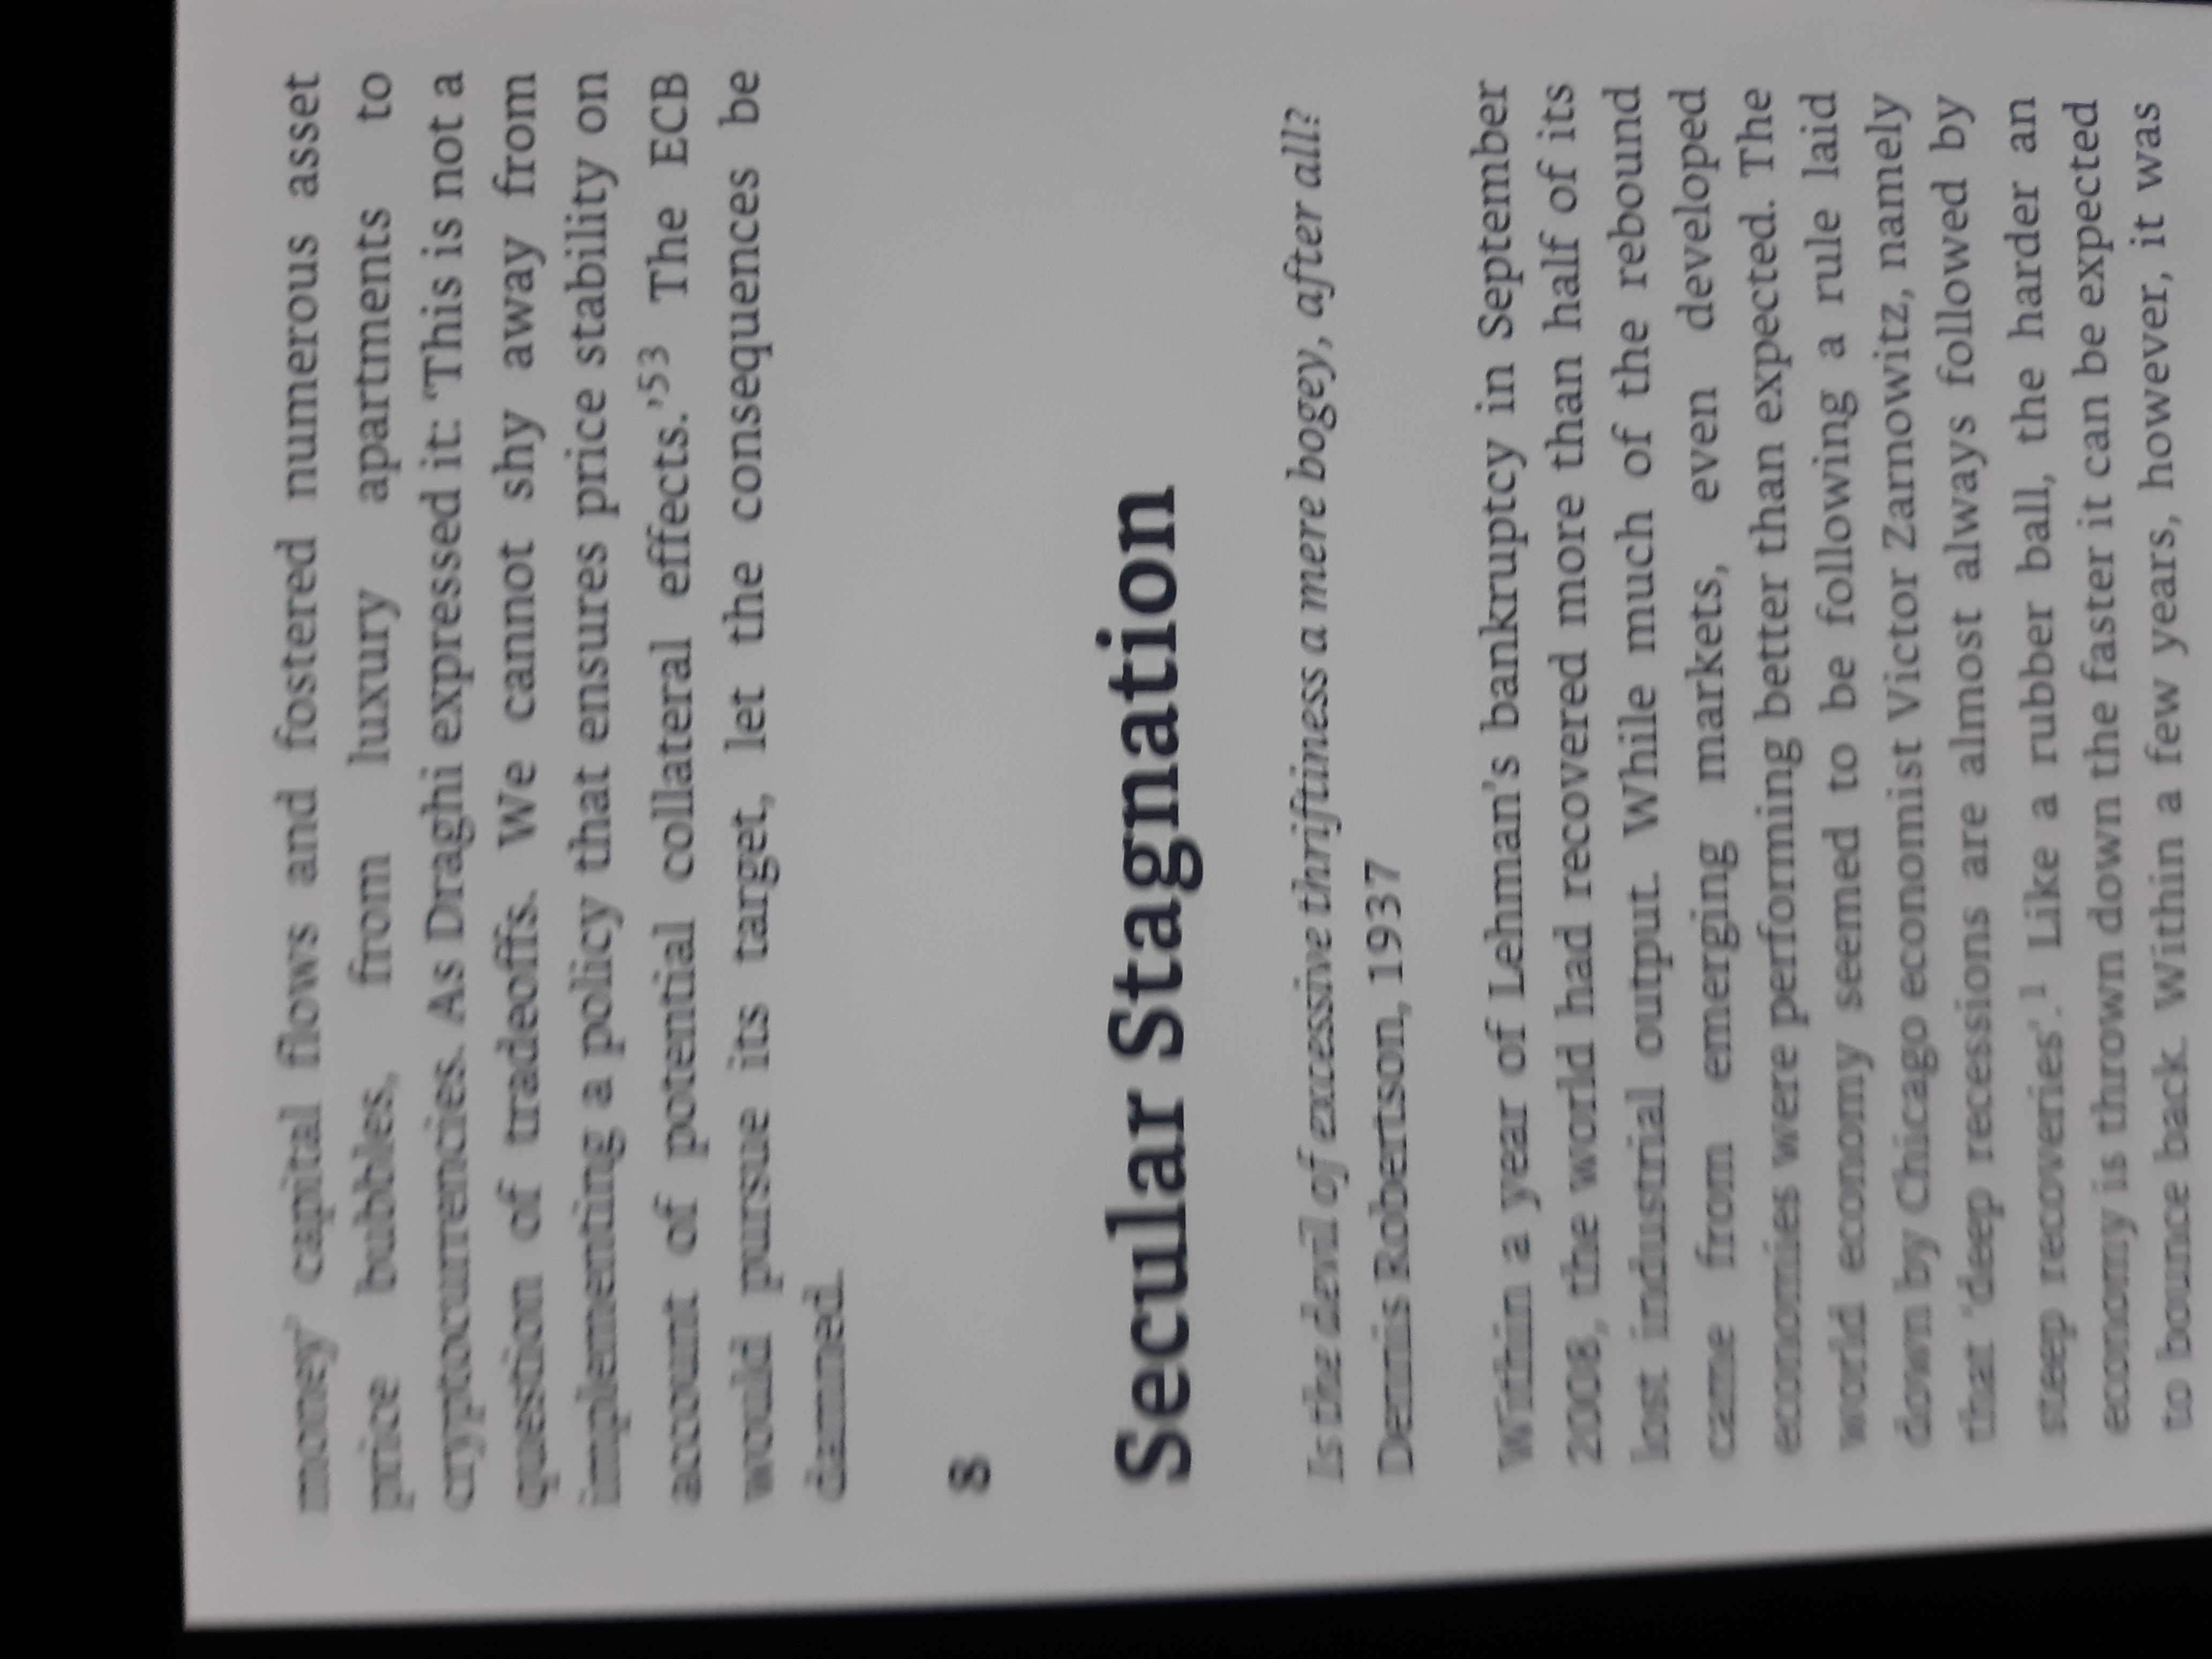 money’ capital flows and fostered numerous asset
price bubbles, from luxury apartments to
cryptocurrencies. As Draghi expressed it: ‘This is not a
question of tradeoffs. We cannot shy away from
implementing a policy that ensures price stability on
account of potential collateral effects.’53 The ECB
would pursue its target, let the consequences be
damned.
8
Secular Stagnation
Is the devil of excessive thriftiness a mere bogey, after all?
Dennis Robertson, 1937
Within a year of Lehman’s bankruptcy in September
2008, the world had recovered more than half of its
lost industrial output. While much of the rebound
came from emerging markets, even developed
economies were performing better than expected. The
world economy seemed to be following a rule laid
down by Chicago economist Victor Zarnowitz, namely
that ‘deep recessions are almost always followed by
steep recoveries’.1 Like a rubber ball, the harder an
economy is thrown down the faster it can be expected
to bounce back. Within a few years, however, it was